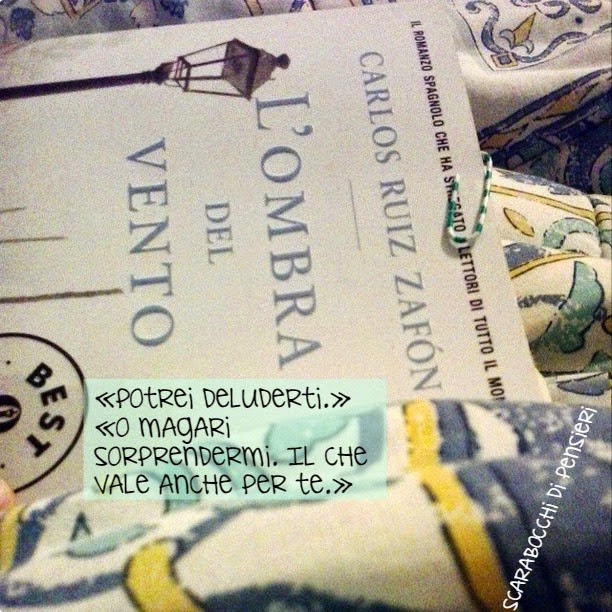 IL ROMANZO SPAGNOLO CHE HA STREGATO I LETTORI DI TUTTO IL
CARLOS RUIZ ZAFÓN
L'OMBRA
DEL
VENTO
BEST
«POTREI DELUDERTI.»
«O MAGARI
SORPRENDERMI. IL CHE
VALE ANCHE PER TE.»
SCARABOCCHI DI PENSIERI